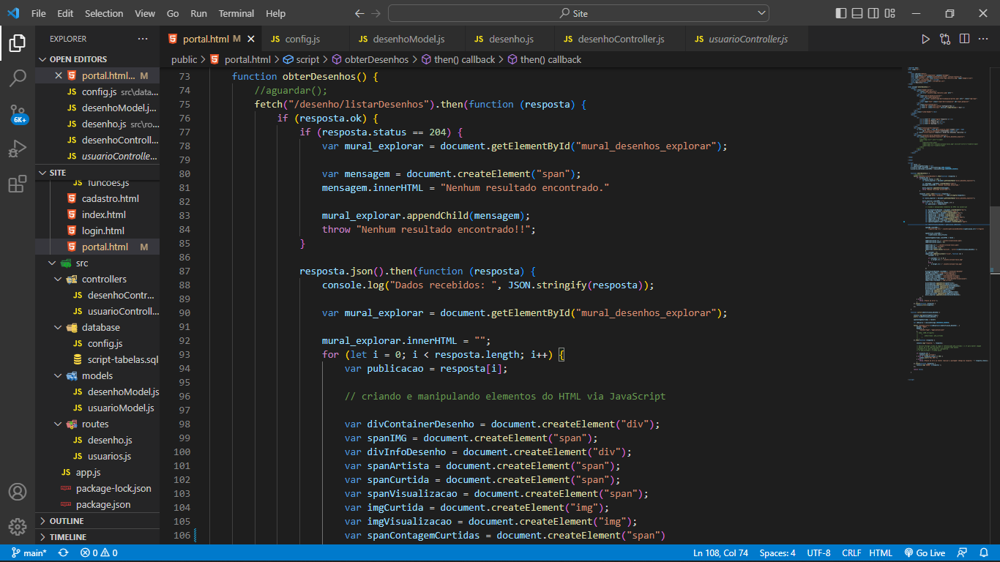 File Edit Selection View Go Run Terminal Help
Site
EXPLORER
portal.html M
JS config.js
JS desenhoModel.js
JS desenho.js
JS desenhoController.js
JS usuarioController.js
public > portal.html > script > obterDesenhos > then() callback > then() callback
OPEN EDITORS
portal.html... M
JS config.js src\data...
JS desenhoModel.j...
JS desenho.js src\ro...
JS desenhoControll...
JS usuarioControlle...
6K+
SITE
JS funcoes.js
cadastro.html
index.html
login.html
portal.html M
src
controllers
JS desenhoContr...
JS usuarioControll...
database
JS config.js
script-tabelas.sql
models
JS desenhoModel.js
JS usuarioModel.js
routes
JS desenho.js
JS usuarios.js
JS app.js
package-lock.json
package.json
OUTLINE
TIMELINE
73 function obterDesenhos() {
74 //aguardar();
75 fetch("/desenho/listarDesenhos").then(function (resposta) {
76 if (resposta.ok) {
77 if (resposta.status == 204) {
78 var mural_explorar = document.getElementById("mural_desenhos_explorar");
79
80 var mensagem = document.createElement("span");
81 mensagem.innerHTML = "Nenhum resultado encontrado."
82
83 mural_explorar.appendChild(mensagem);
84 throw "Nenhum resultado encontrado!!";
85 }
86
87 resposta.json().then(function (resposta) {
88 console.log("Dados recebidos: ", JSON.stringify(resposta));
89
90 var mural_explorar = document.getElementById("mural_desenhos_explorar");
91
92 mural_explorar.innerHTML = "";
93 for (let i = 0; i < resposta.length; i++) {
94 var publicacao = resposta[i];
95
96 // criando e manipulando elementos do HTML via JavaScript
97
98 var divContainerDesenho = document.createElement("div");
99 var spanIMG = document.createElement("span");
100 var divInfoDesenho = document.createElement("div");
101 var spanArtista = document.createElement("span");
102 var spanCurtida = document.createElement("span");
103 var spanVisualizacao = document.createElement("span");
104 var imgCurtida = document.createElement("img");
105 var imgVisualizacao = document.createElement("img");
106 var spanContagemCurtidas = document.createElement("span")
main* 0 0 Ln 108, Col 74 Spaces: 4 UTF-8 CRLF HTML Go Live